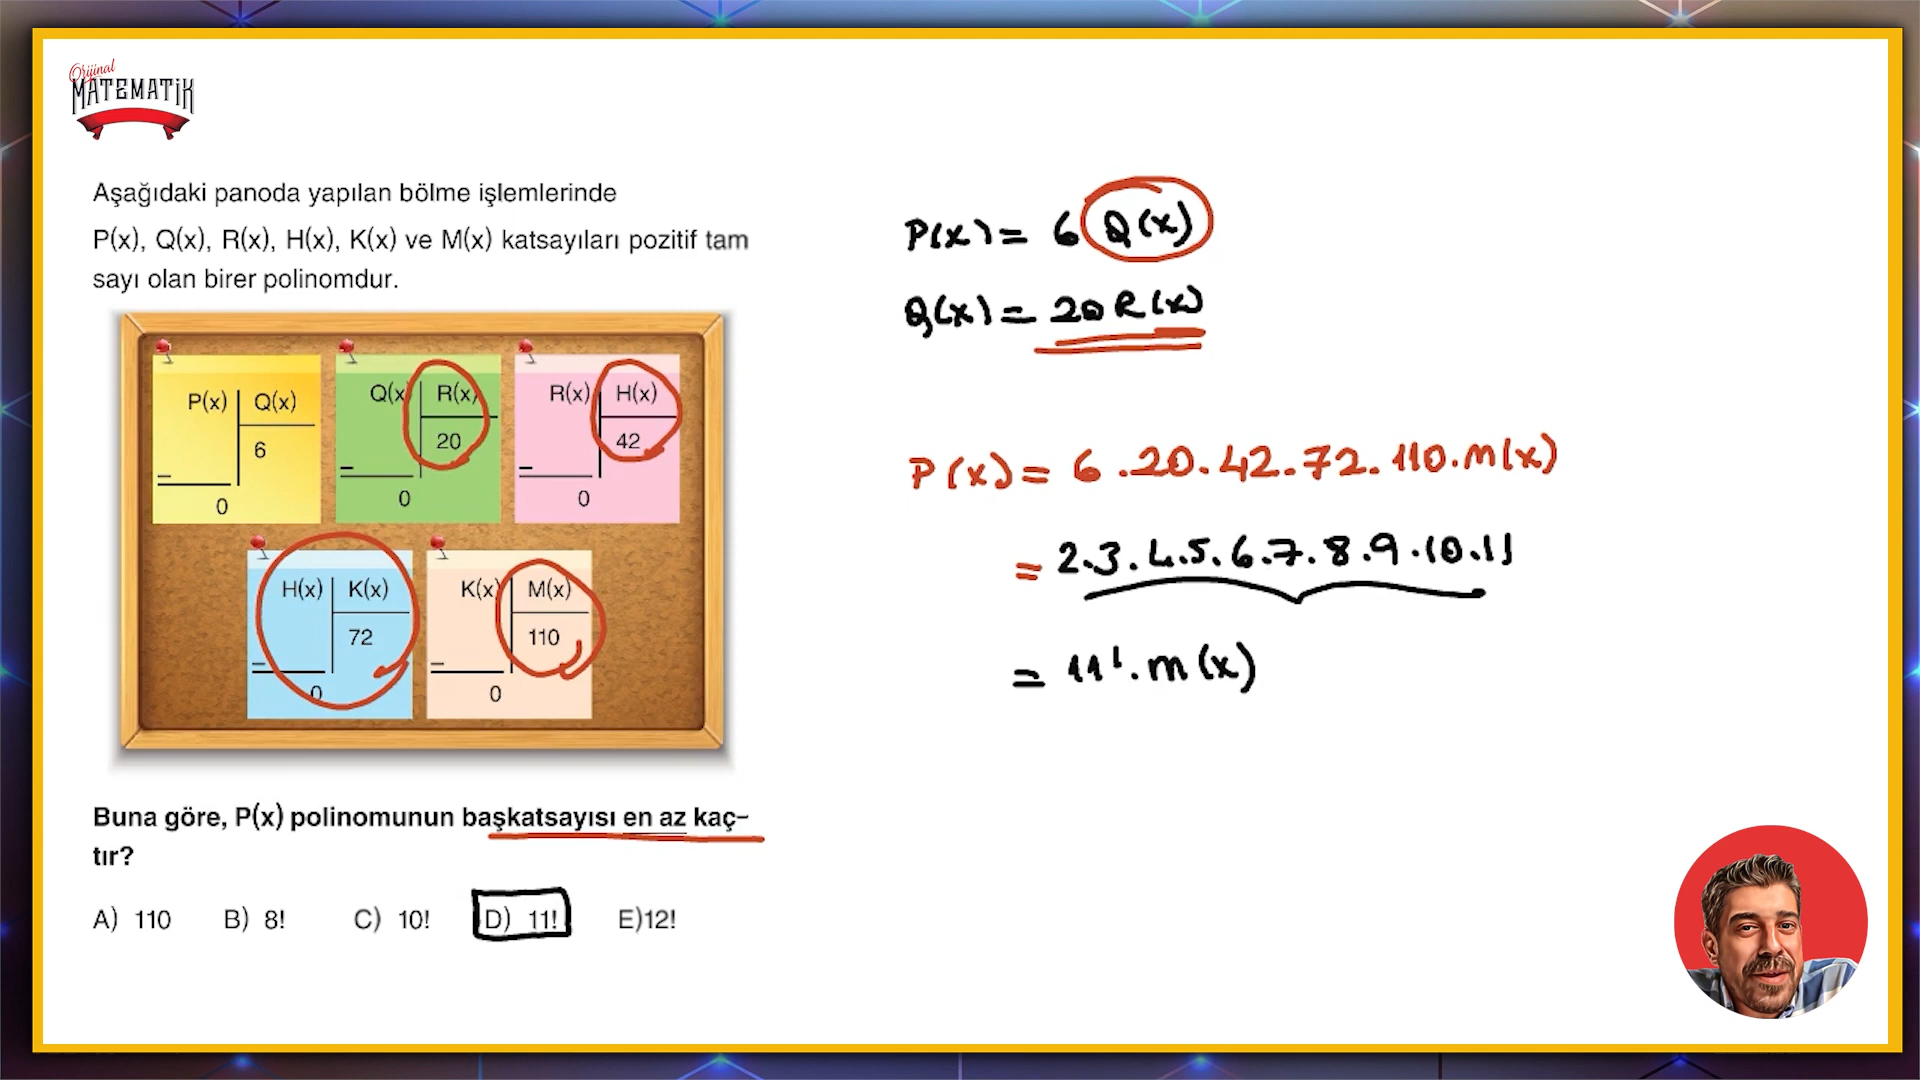 Orijinal
MATEMATİK
Aşağıdaki panoda yapılan bölme işlemlerinde
P(x), Q(x), R(x), H(x), K(x) ve M(x) katsayıları pozitif tam
sayı olan birer polinomdur.
P(x) Q(x)
6
0
Q(x) R(x)
20
0
R(x) H(x)
42
0
H(x) K(x)
72
0
K(x) M(x)
110
0
Buna göre, P(x) polinomunun başkatsayısı en az kaç-
tır?
A) 110 B) 8! C) 10! D) 11! E)12!
P(x) = 6 Q(x)
Q(x) = 20 R(x)
P(x) = 6.20.42.72.110.M(x)
= 2.3.4.5.6.7.8.9.10.11
= 11!.M(x)